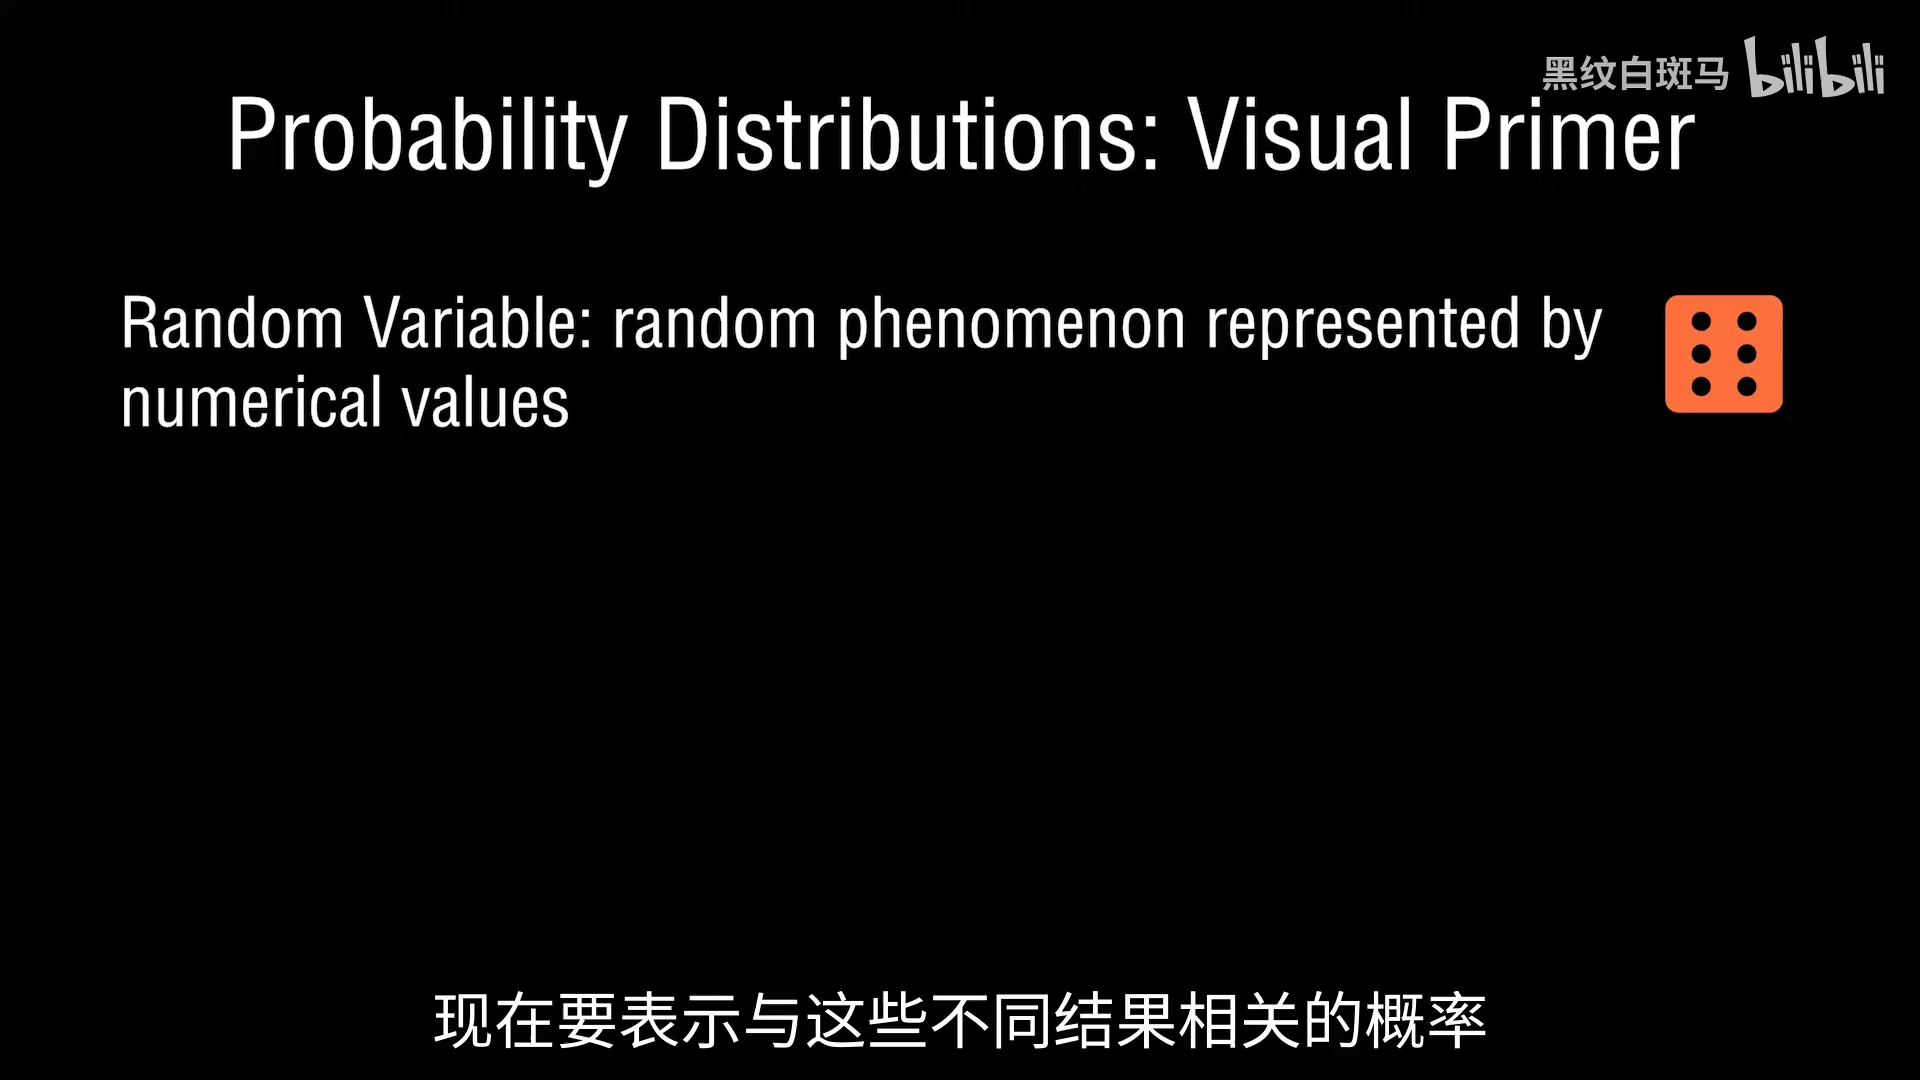 黑纹白斑马 bilibili
Probability Distributions: Visual Primer
Random Variable: random phenomenon represented by
numerical values
现在要表示与这些不同结果相关的概率